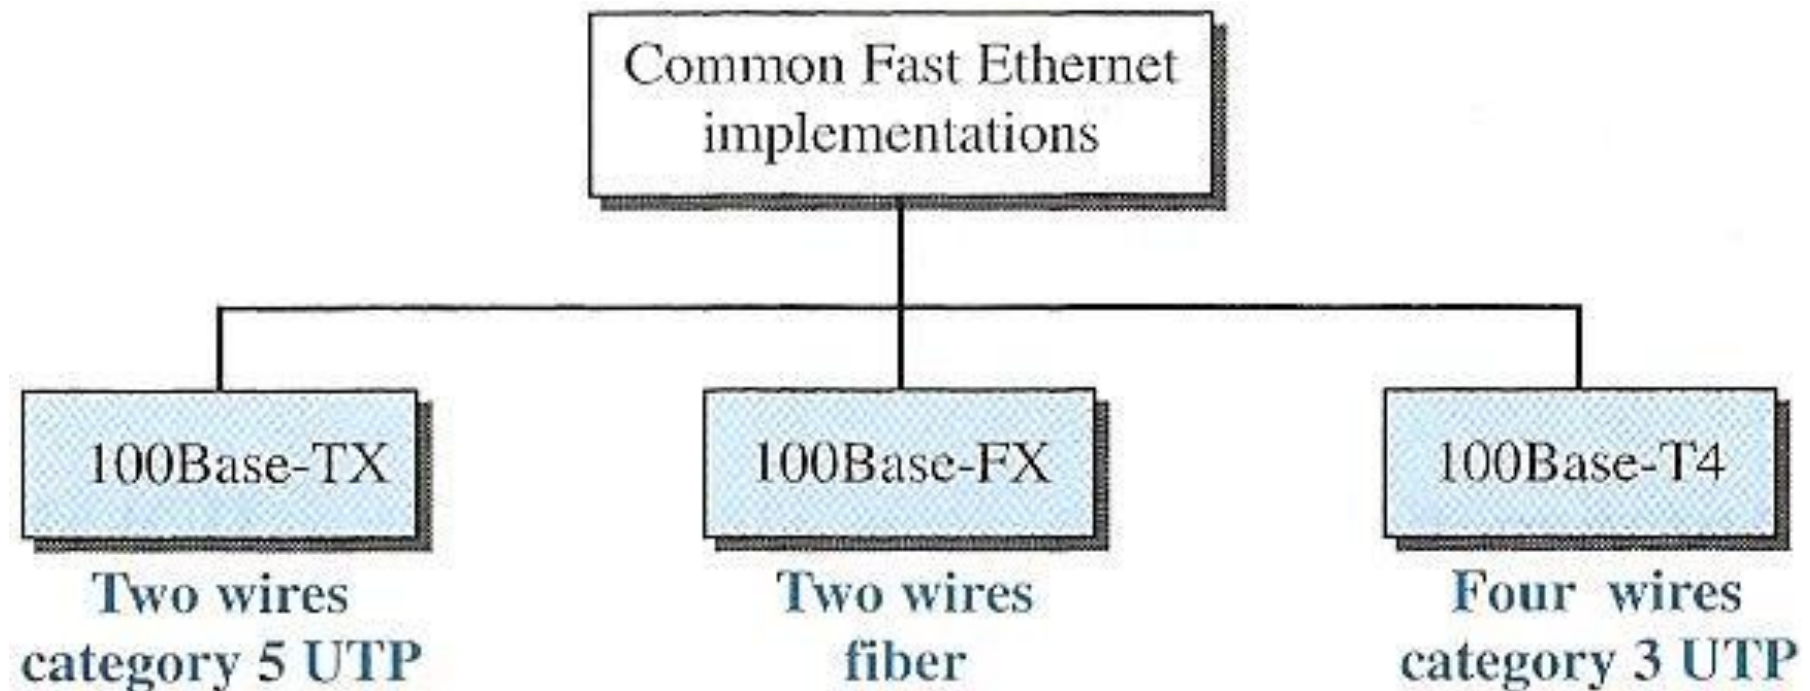 Common Fast Ethernet
implementations
100Base-TX
100Base-FX
100Base-T4
Two wires
category 5 UTP
Two wires
fiber
Four wires
category 3 UTP